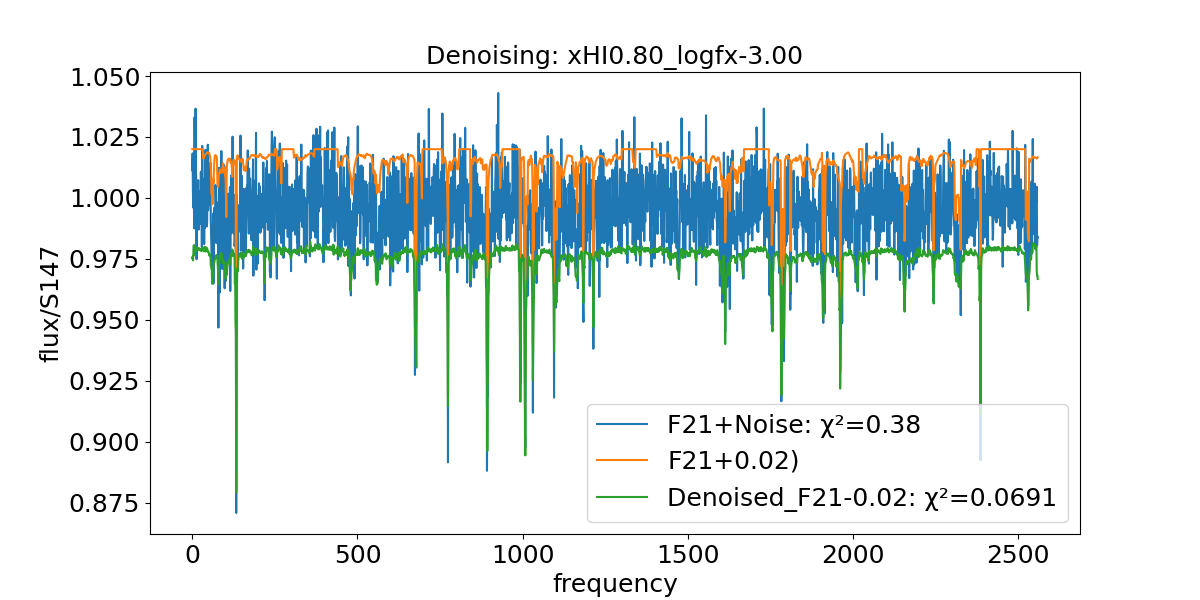 Denoising: xHI0.80_logfx-3.00
flux/S147
1.050
1.025
1.000
0.975
0.950
0.925
0.900
0.875
F21+Noise: χ²=0.38
F21+0.02)
Denoised_F21-0.02: χ²=0.0691
0 500 1000 1500 2000 2500
frequency